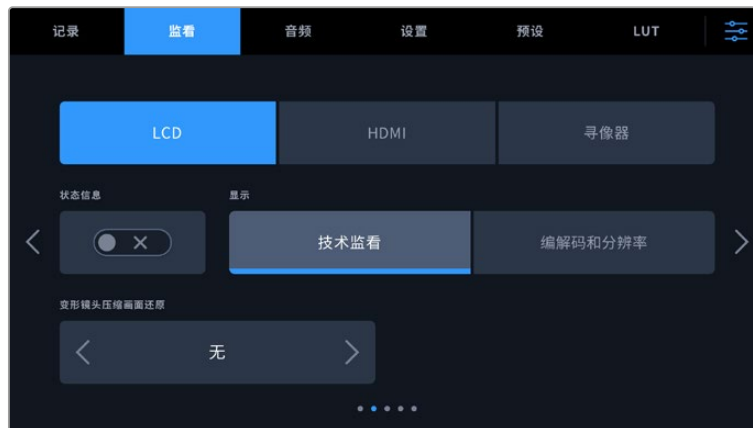 记录 监看 音频 设置 预设 LUT
LCD HDMI 寻像器
状态信息 显示
技术监看 编解码和分辨率
变形镜头压缩画面还原
无